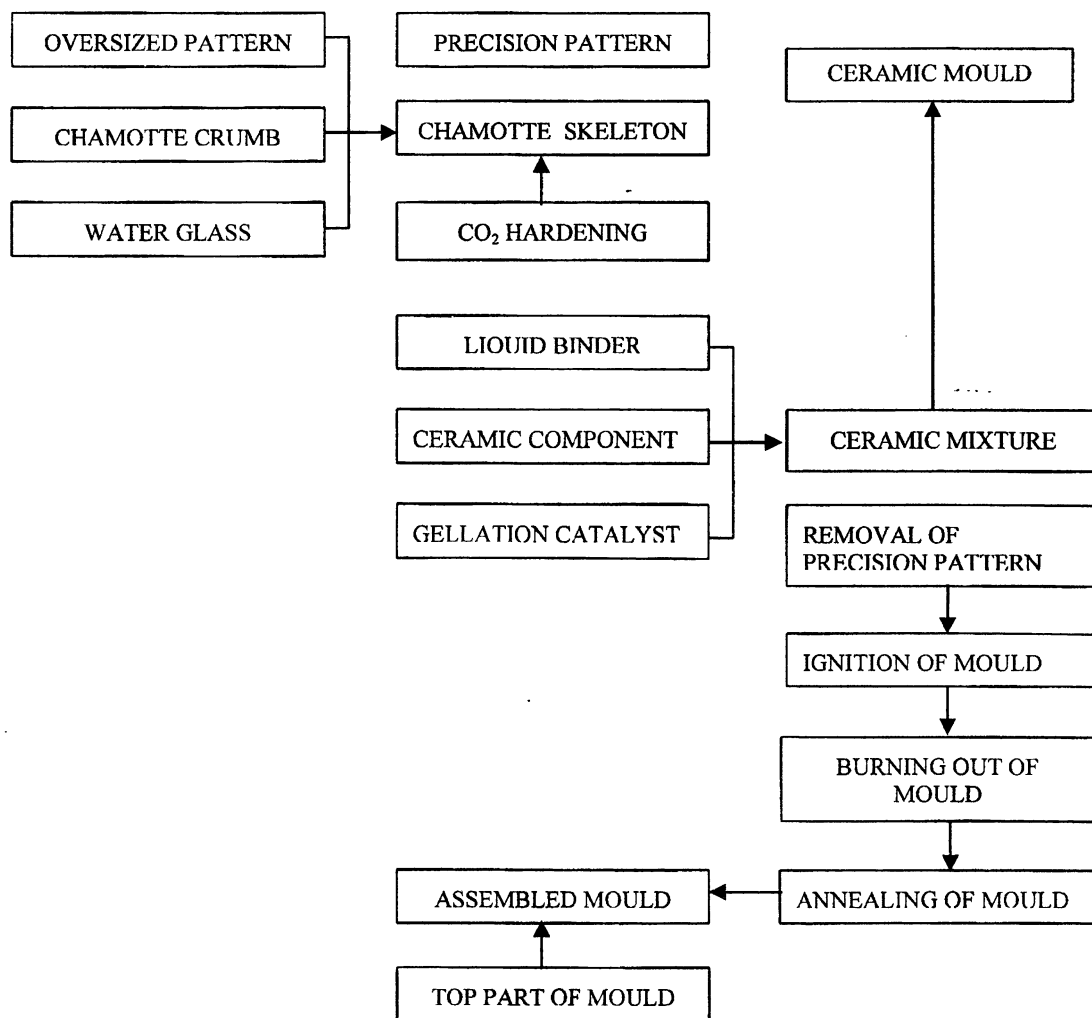 OVERSIZED PATTERN
PRECISION PATTERN
CERAMIC MOULD
CHAMOTTE CRUMB
CHAMOTTE SKELETON
WATER GLASS
CO₂ HARDENING
LIOUID BINDER
CERAMIC COMPONENT
CERAMIC MIXTURE
GELLATION CATALYST
REMOVAL OF
PRECISION PATTERN
IGNITION OF MOULD
BURNING OUT OF
MOULD
ASSEMBLED MOULD
ANNEALING OF MOULD
TOP PART OF MOULD